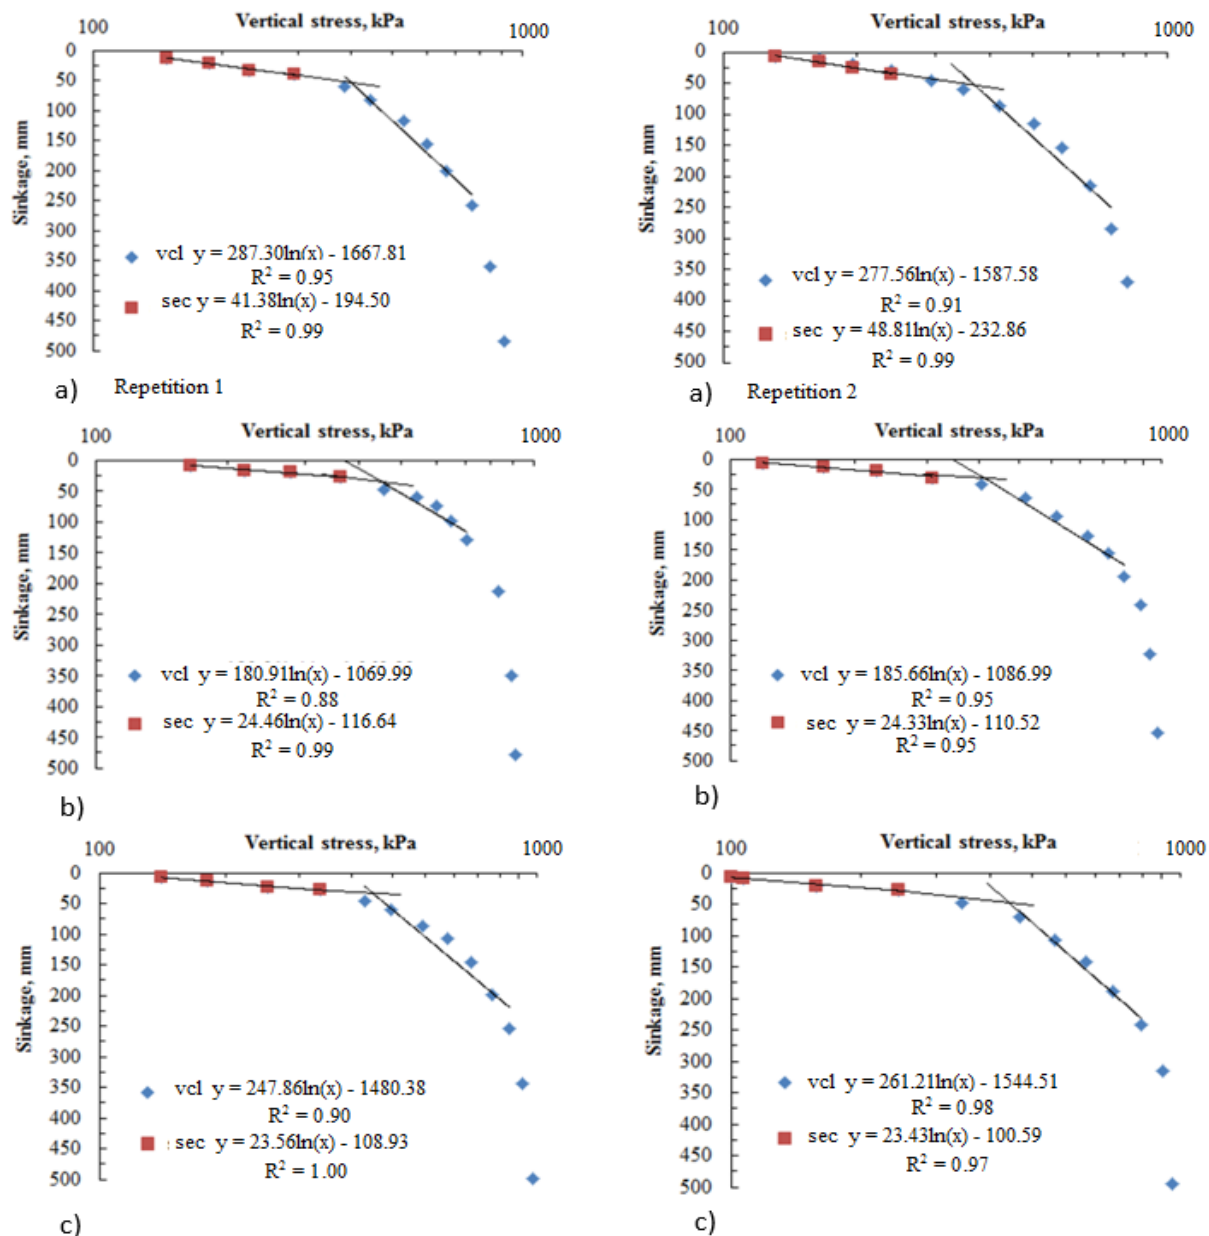 Vertical stress, kPa
100
1000
0
50
100
150
200
250
300
350
400
450
500
Sinkage, mm
vcl y = 287.30ln(x) - 1667.81
R² = 0.95
sec y = 41.38ln(x) - 194.50
R² = 0.99
a) Repetition 1
Vertical stress, kPa
100
1000
0
50
100
150
200
250
300
350
400
450
500
Sinkage, mm
vcl y = 277.56ln(x) - 1587.58
R² = 0.91
sec y = 48.81ln(x) - 232.86
R² = 0.99
a) Repetition 2
100
Vertical stress, kPa
1000
0
50
100
150
200
250
300
350
400
450
500
Sinkage, mm
vcl y = 180.91ln(x) - 1069.99
R² = 0.88
sec y = 24.46ln(x) - 116.64
R² = 0.99
b)
100
Vertical stress, kPa
1000
0
50
100
150
200
250
300
350
400
450
500
Sinkage, mm
vcl y = 185.66ln(x) - 1086.99
R² = 0.95
sec y = 24.33ln(x) - 110.52
R² = 0.95
b)
100
Vertical stress, kPa
1000
0
50
100
150
200
250
300
350
400
450
500
Sinkage, mm
vcl y = 247.86ln(x) - 1480.38
R² = 0.90
sec y = 23.56ln(x) - 108.93
R² = 1.00
c)
100
Vertical stress, kPa
1000
0
50
100
150
200
250
300
350
400
450
500
Sinkage, mm
vcl y = 261.21ln(x) - 1544.51
R² = 0.98
sec y = 23.43ln(x) - 100.59
R² = 0.97
c)